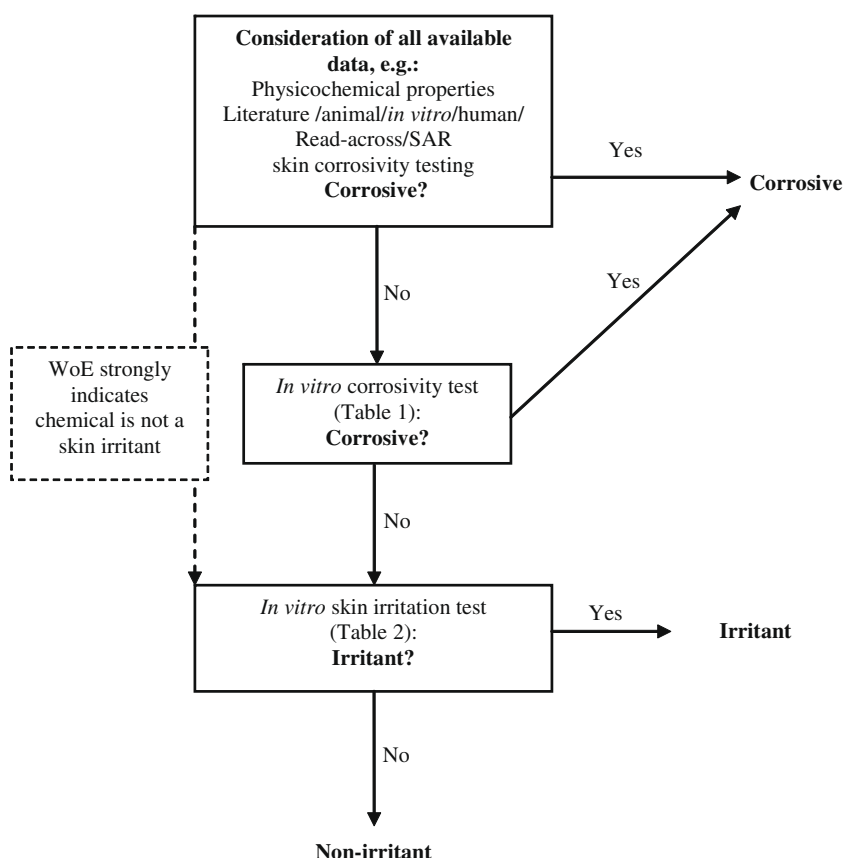 Consideration of all available
data, e.g.:
Physicochemical properties
Literature /animal/in vitro/human/
Read-across/SAR
skin corrosivity testing
Corrosive?
Yes
Corrosive
No
Yes
WoE strongly
indicates
chemical is not a
skin irritant
In vitro corrosivity test
(Table 1):
Corrosive?
No
In vitro skin irritation test
(Table 2):
Irritant?
Yes
Irritant
No
Non-irritant